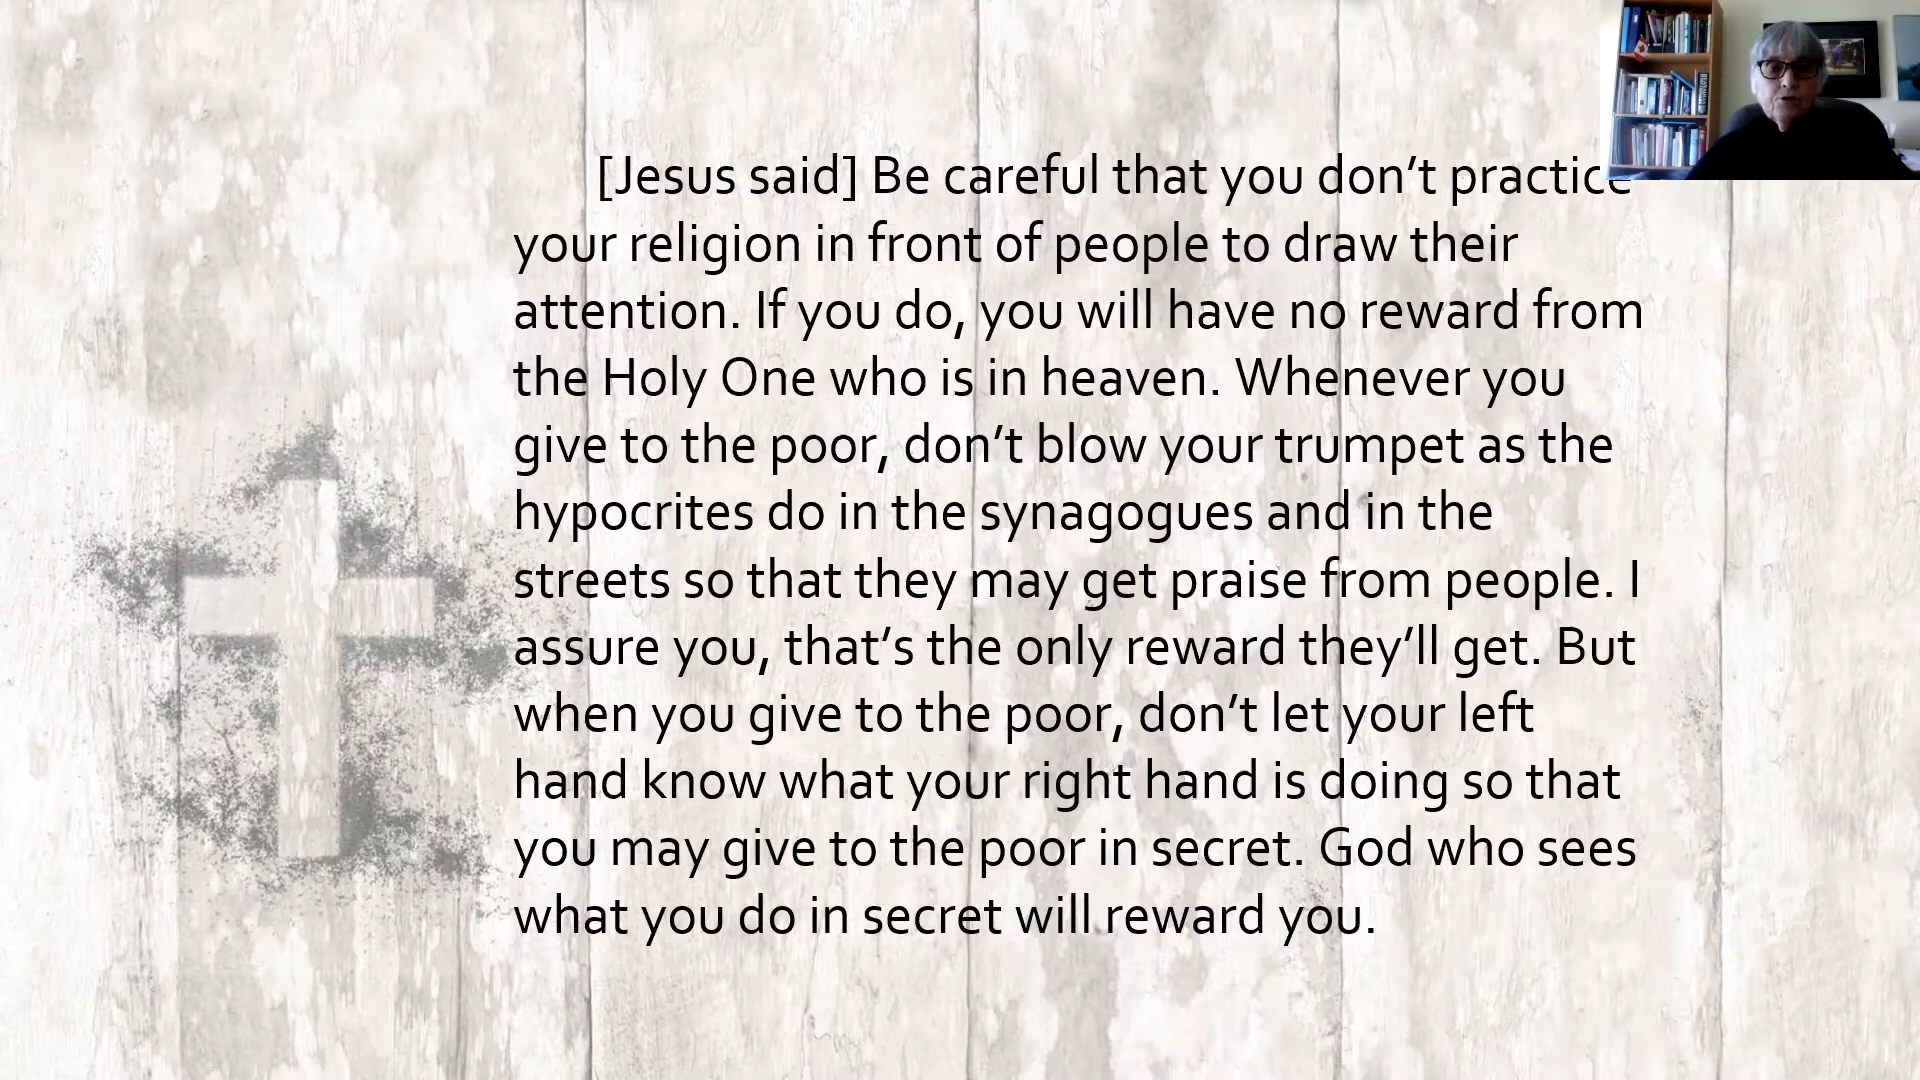 [Jesus said] Be careful that you don’t practice
your religion in front of people to draw their
attention. If you do, you will have no reward from
the Holy One who is in heaven. Whenever you
give to the poor, don’t blow your trumpet as the
hypocrites do in the synagogues and in the
streets so that they may get praise from people. I
assure you, that’s the only reward they’ll get. But
when you give to the poor, don’t let your left
hand know what your right hand is doing so that
you may give to the poor in secret. God who sees
what you do in secret will reward you.